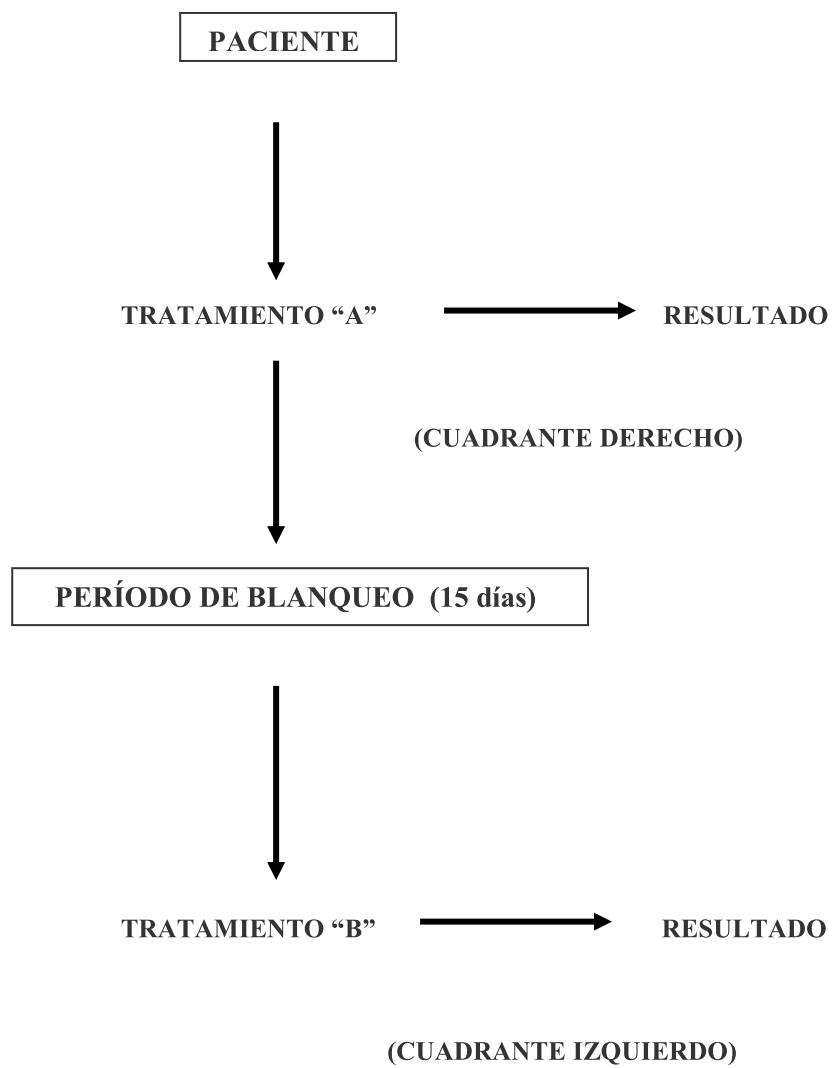 PACIENTE
TRATAMIENTO “A” RESULTADO
(CUADRANTE DERECHO)
PERÍODO DE BLANQUEO (15 días)
TRATAMIENTO “B” RESULTADO
(CUADRANTE IZQUIERDO)